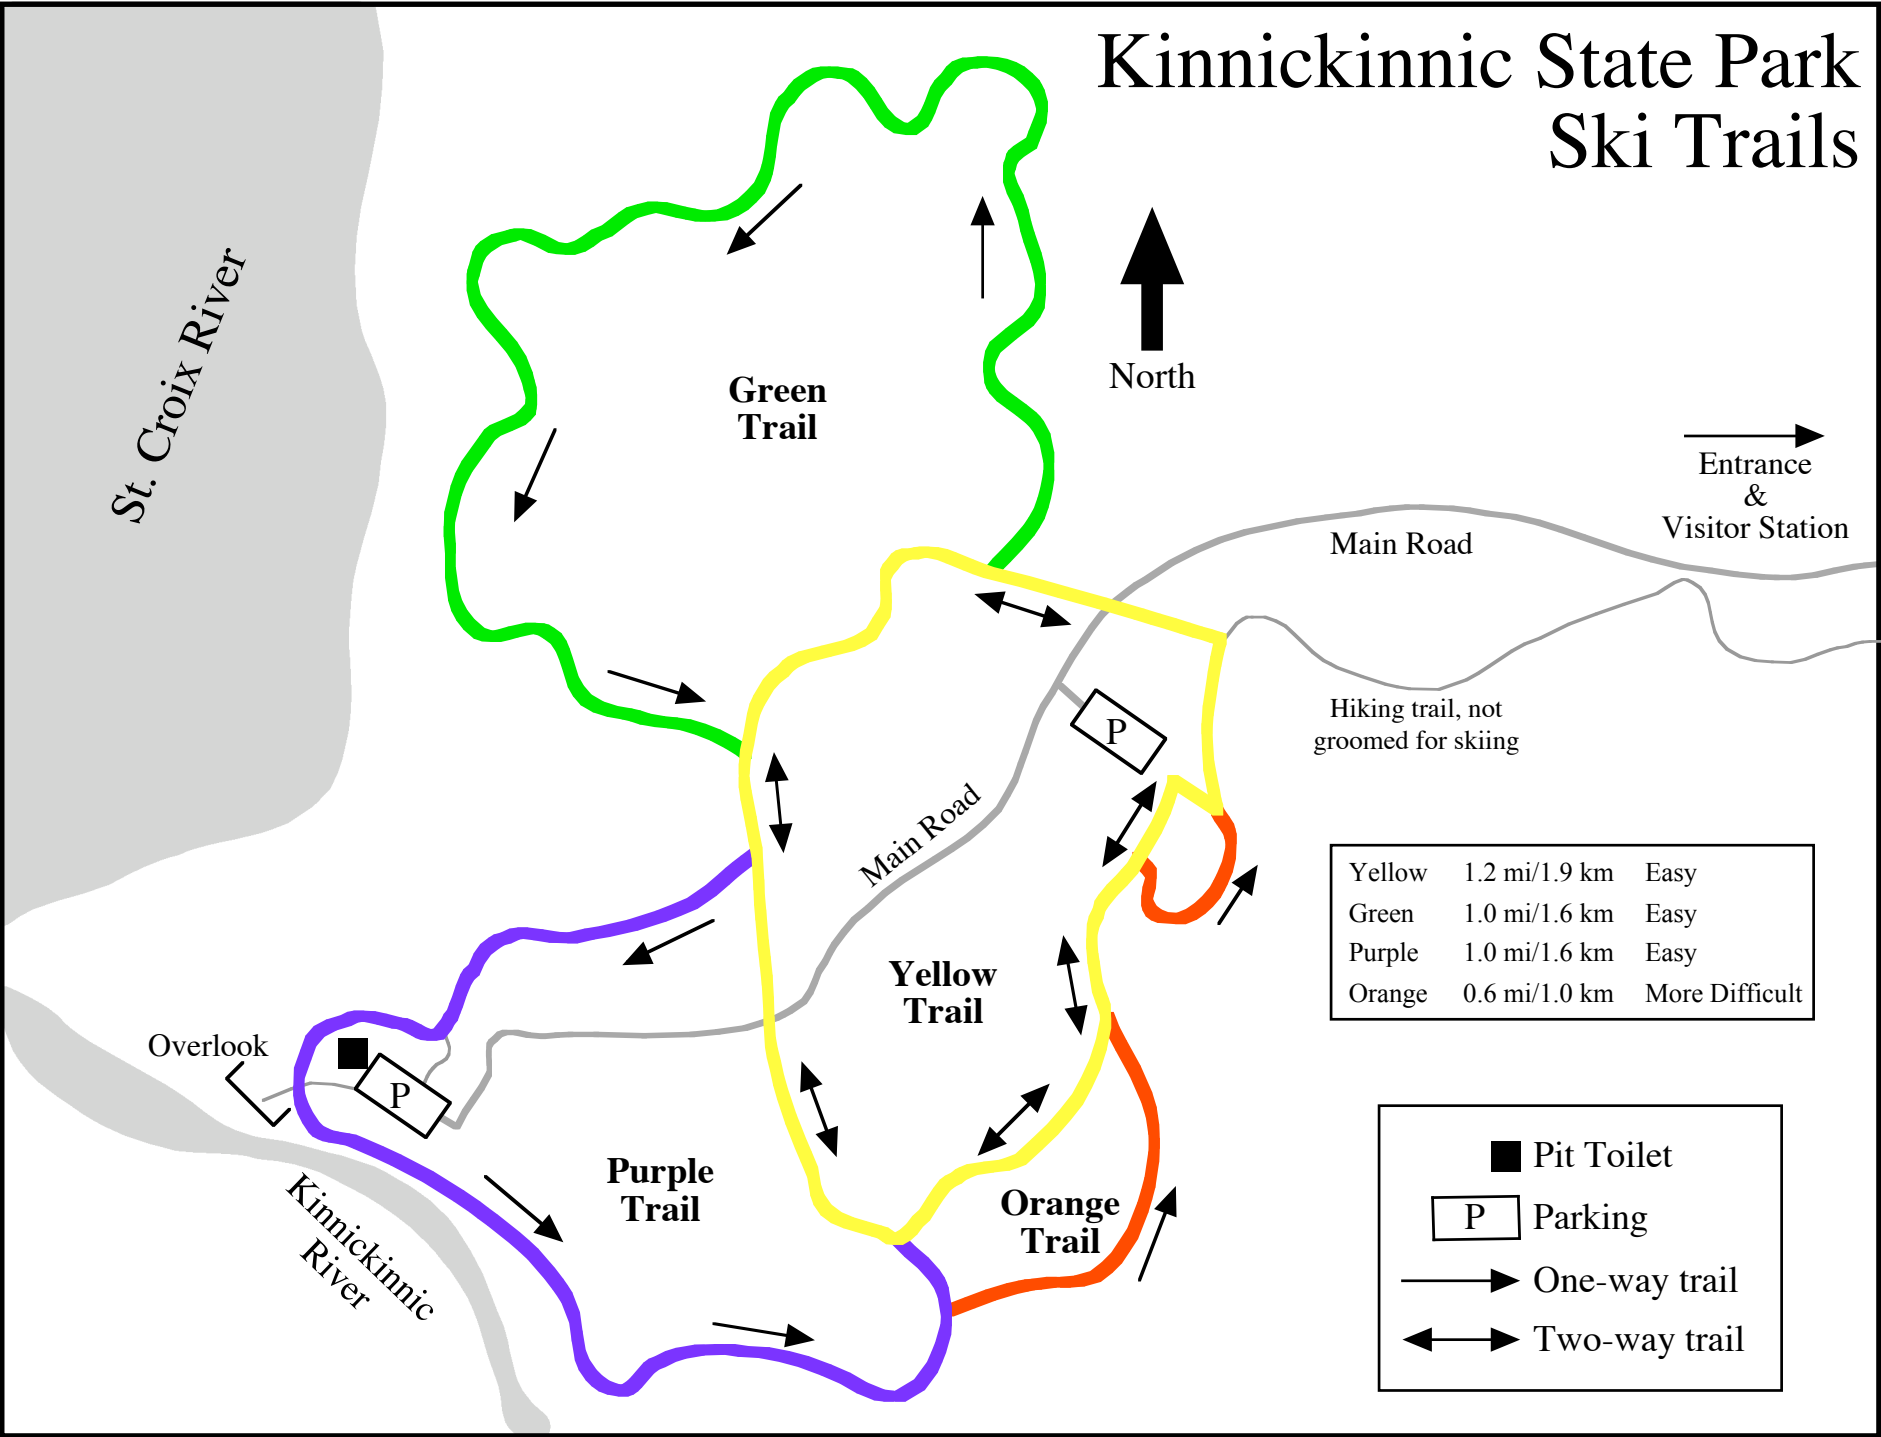 Kinnickinnic State Park
Ski Trails
St. Croix River
Green
Trail
North
Entrance
&
Visitor Station
Main Road
Hiking trail, not
groomed for skiing
P
Main Road
Yellow 1.2 mi/1.9 km Easy
Green 1.0 mi/1.6 km Easy
Purple 1.0 mi/1.6 km Easy
Orange 0.6 mi/1.0 km More Difficult
Yellow
Trail
Overlook
P
Purple
Trail
Orange
Trail
Kinnickinnic
River
Pit Toilet
P Parking
One-way trail
Two-way trail